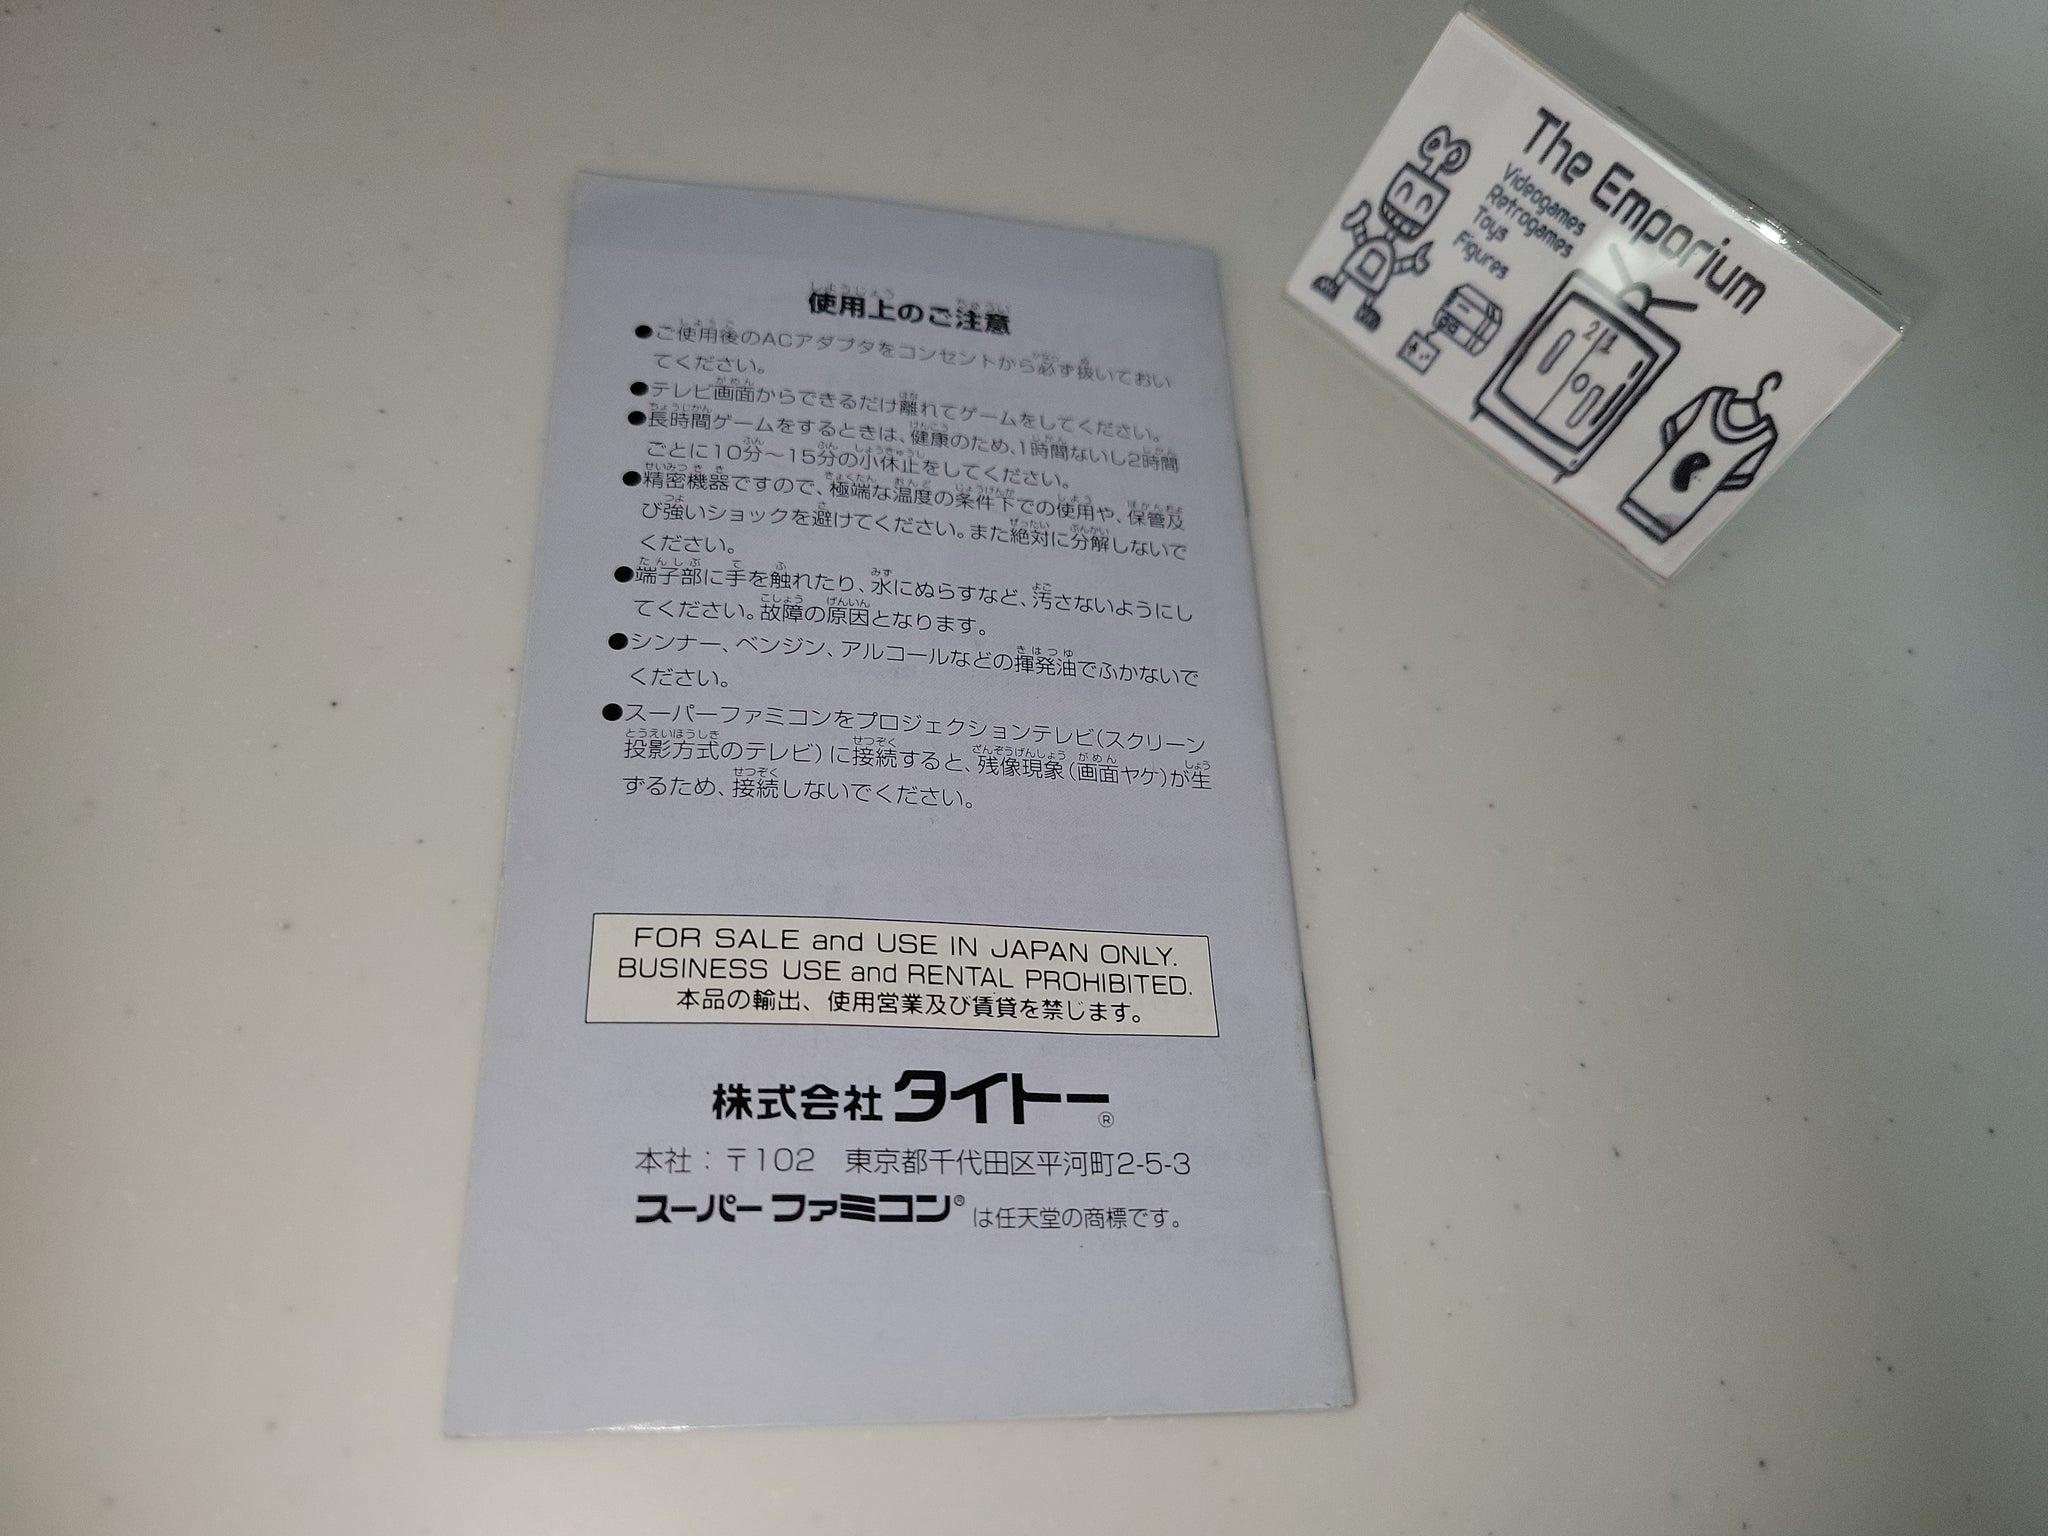 使用上のご注意
●ご使用後のACアダプタをコンセントから必ず抜いておい
てください。
●テレビ画面からできるだけ離れてゲームをしてください。
●長時間ゲームをするときは、健康のため、1時間ないし2時間
ごとに10分〜15分の小休止をしてください。
●精密機器ですので、極端な温度の条件下での使用や、保管及
び強いショックを避けてください。また絶対に分解しないで
ください。
●端子部に手を触れたり、水にぬらすなど、汚さないようにし
てください。故障の原因となります。
●シンナー、ベンジン、アルコールなどの揮発油でふかないで
ください。
●スーパーファミコンをプロジェクションテレビ(スクリーン
投影方式のテレビ)に接続すると、残像現象(画面ヤケ)が生
ずるため、接続しないでください。
FOR SALE and USE IN JAPAN ONLY.
BUSINESS USE and RENTAL PROHIBITED.
本品の輸出、使用営業及び賃貸を禁じます。
株式会社 タイトー®
本社：〒102 東京都千代田区平河町2-5-3
スーパーファミコン® は任天堂の商標です。
The Emporium
Videogames
Retrogames
Toys
Figures